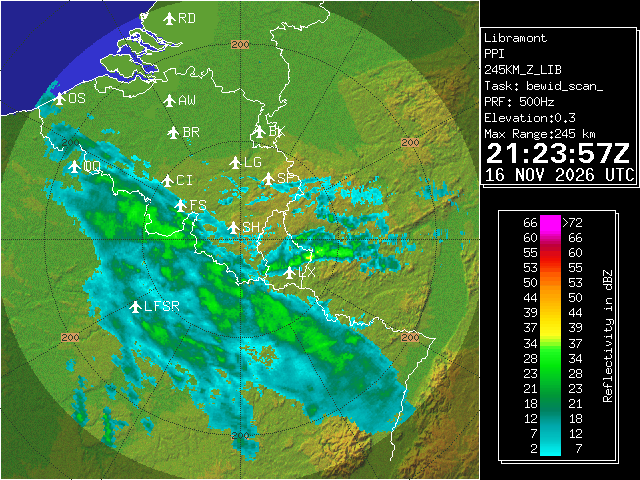 RD
200
OS
AW
BR
BK
200
WO
LG
CI
SP
FS
SH
LX
LFSR
200
200
200
Libramont
PPI
245KM_Z_LIB
Task: bewid_scan_
PRF: 500Hz
Elevation:0.3
Max Range:245 km
21:23:57Z
16 NOV 2026 UTC
66 >72
60 66
55 60
53 55
50 53
44 50
39 44
37 39
34 37
28 34
23 28
21 23
18 21
12 18
7 12
2 7
Reflectivity in dBZ